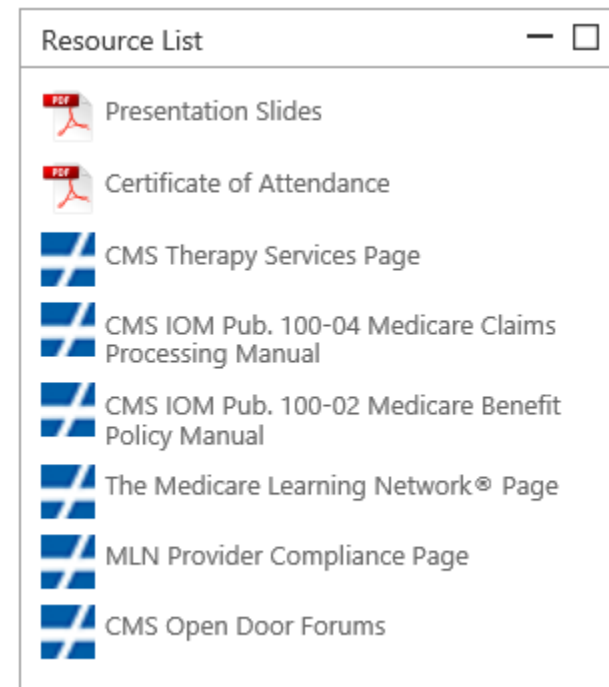 Resource List
PDF
Presentation Slides
PDF
Certificate of Attendance
CMS Therapy Services Page
CMS IOM Pub. 100-04 Medicare Claims
Processing Manual
CMS IOM Pub. 100-02 Medicare Benefit
Policy Manual
The Medicare Learning Network® Page
MLN Provider Compliance Page
CMS Open Door Forums